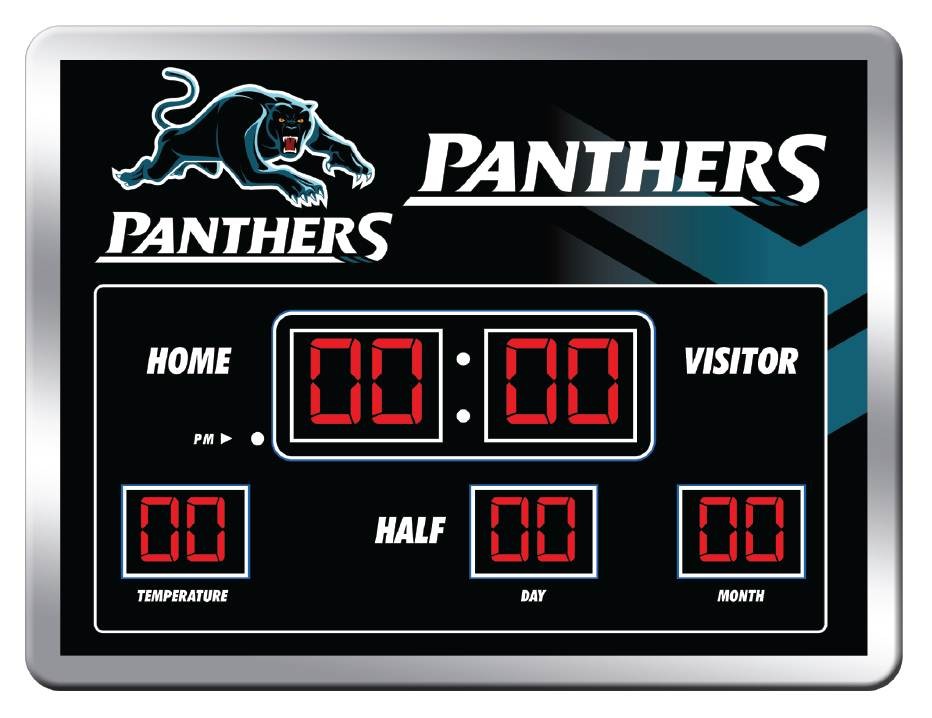 PANTHERS
PANTHERS
HOME 00:00 VISITOR
PM ▶
00 HALF 00 00
TEMPERATURE DAY MONTH